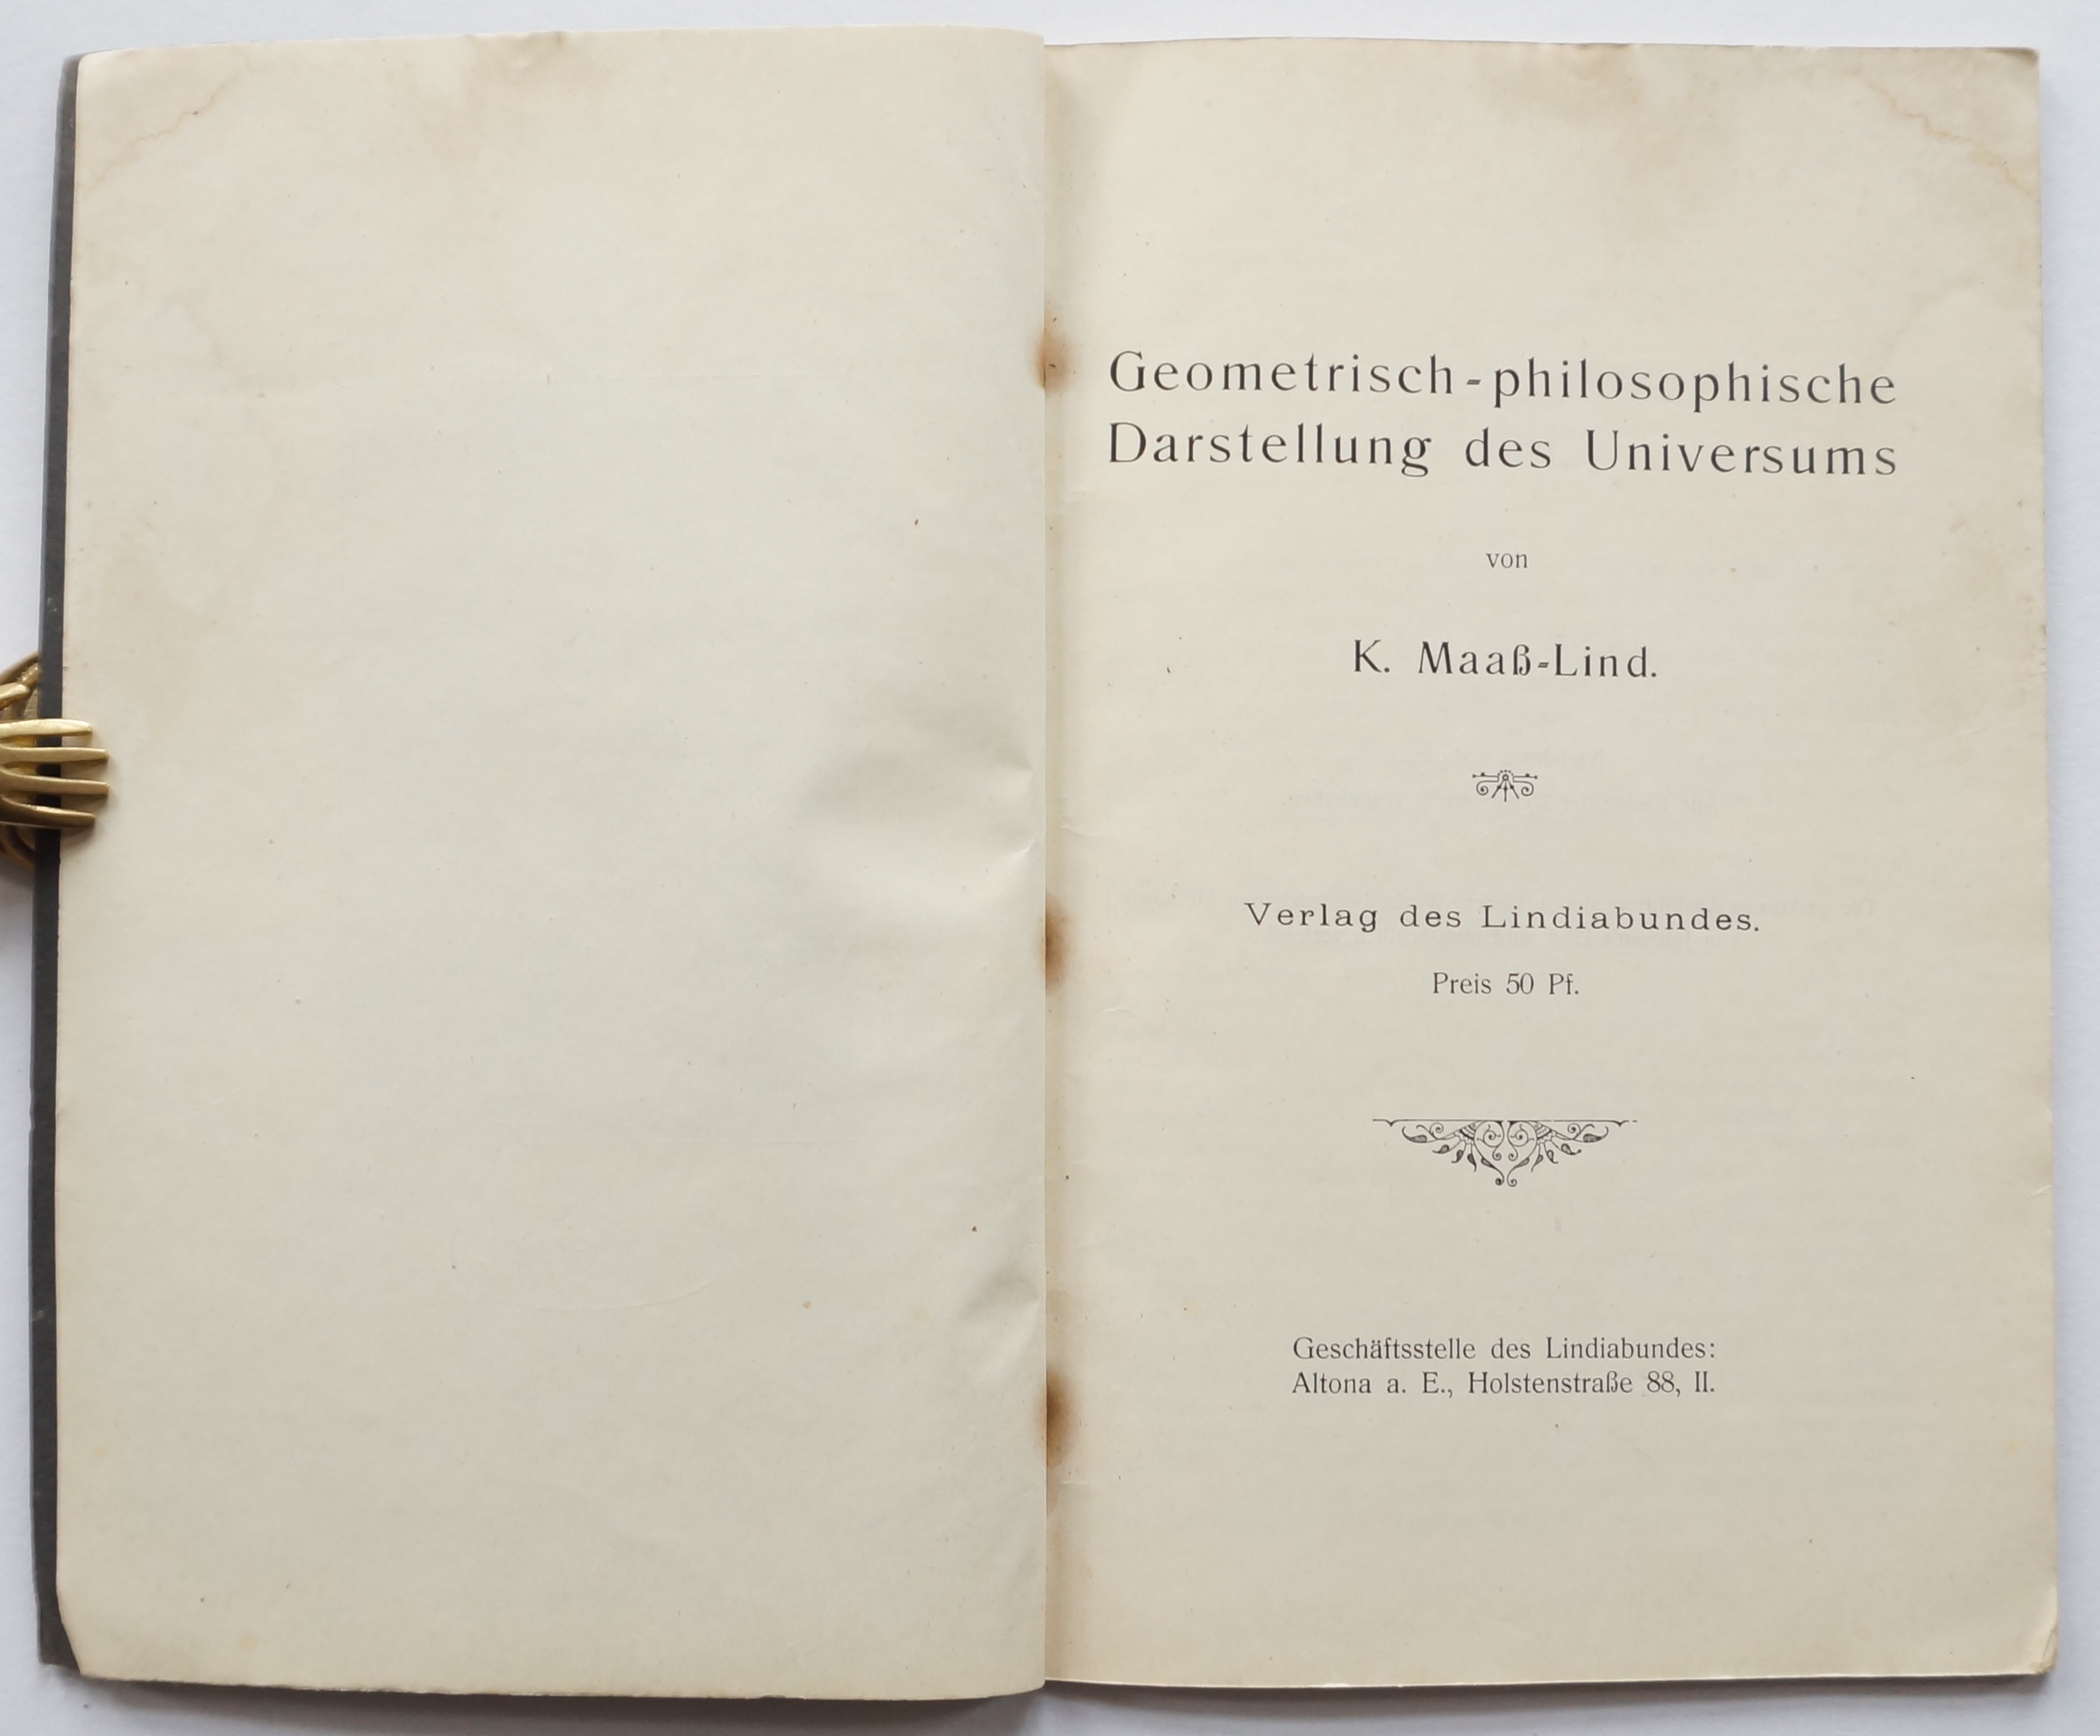 Geometrisch-philosophische
Darstellung des Universums
von
K. Maaß-Lind.
Verlag des Lindiabundes.
Preis 50 Pf.
Geschäftsstelle des Lindiabundes:
Altona a. E., Holstenstraße 88, II.